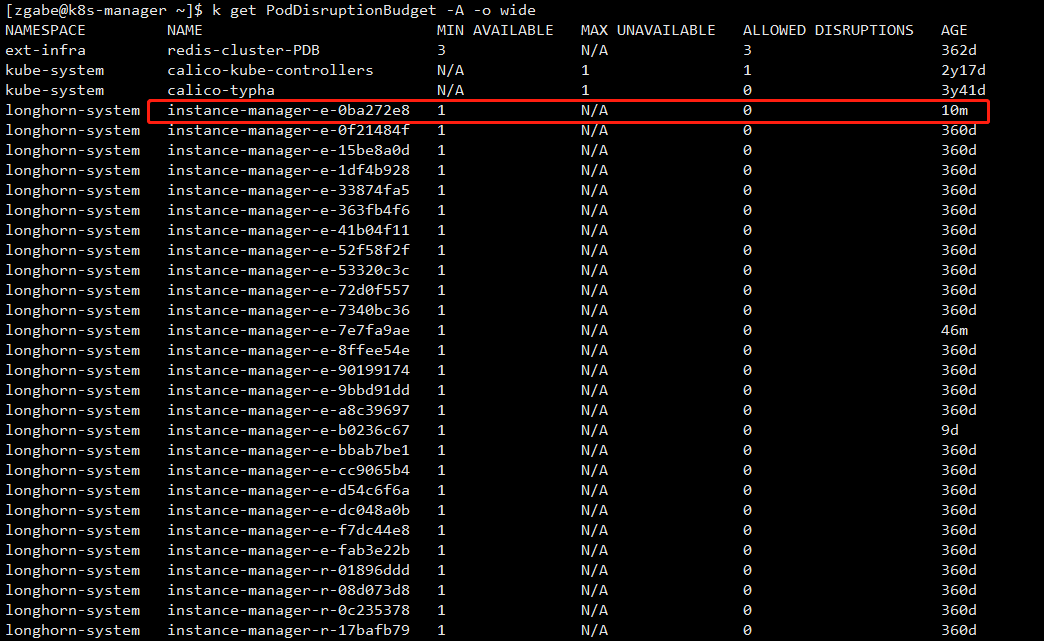 [zgabe@k8s-manager ~]$ k get PodDisruptionBudget -A -o wide
NAMESPACE NAME MIN AVAILABLE MAX UNAVAILABLE ALLOWED DISRUPTIONS AGE
ext-infra redis-cluster-PDB 3 N/A 3 362d
kube-system calico-kube-controllers N/A 1 1 2y17d
kube-system calico-typha N/A 1 0 3y41d
longhorn-system instance-manager-e-0ba272e8 1 N/A 0 10m
longhorn-system instance-manager-e-0f21484f 1 N/A 0 360d
longhorn-system instance-manager-e-15be8a0d 1 N/A 0 360d
longhorn-system instance-manager-e-1df4b928 1 N/A 0 360d
longhorn-system instance-manager-e-33874fa5 1 N/A 0 360d
longhorn-system instance-manager-e-363fb4f6 1 N/A 0 360d
longhorn-system instance-manager-e-41b04f11 1 N/A 0 360d
longhorn-system instance-manager-e-52f58f2f 1 N/A 0 360d
longhorn-system instance-manager-e-53320c3c 1 N/A 0 360d
longhorn-system instance-manager-e-72d0f557 1 N/A 0 360d
longhorn-system instance-manager-e-7340bc36 1 N/A 0 360d
longhorn-system instance-manager-e-7e7fa9ae 1 N/A 0 46m
longhorn-system instance-manager-e-8ffee54e 1 N/A 0 360d
longhorn-system instance-manager-e-90199174 1 N/A 0 360d
longhorn-system instance-manager-e-9bbd91dd 1 N/A 0 360d
longhorn-system instance-manager-e-a8c39697 1 N/A 0 360d
longhorn-system instance-manager-e-b0236c67 1 N/A 0 9d
longhorn-system instance-manager-e-bbab7be1 1 N/A 0 360d
longhorn-system instance-manager-e-cc9065b4 1 N/A 0 360d
longhorn-system instance-manager-e-d54c6f6a 1 N/A 0 360d
longhorn-system instance-manager-e-dc048a0b 1 N/A 0 360d
longhorn-system instance-manager-e-f7dc44e8 1 N/A 0 360d
longhorn-system instance-manager-e-fab3e22b 1 N/A 0 360d
longhorn-system instance-manager-r-01896ddd 1 N/A 0 360d
longhorn-system instance-manager-r-08d073d8 1 N/A 0 360d
longhorn-system instance-manager-r-0c235378 1 N/A 0 360d
longhorn-system instance-manager-r-17bafb79 1 N/A 0 360d